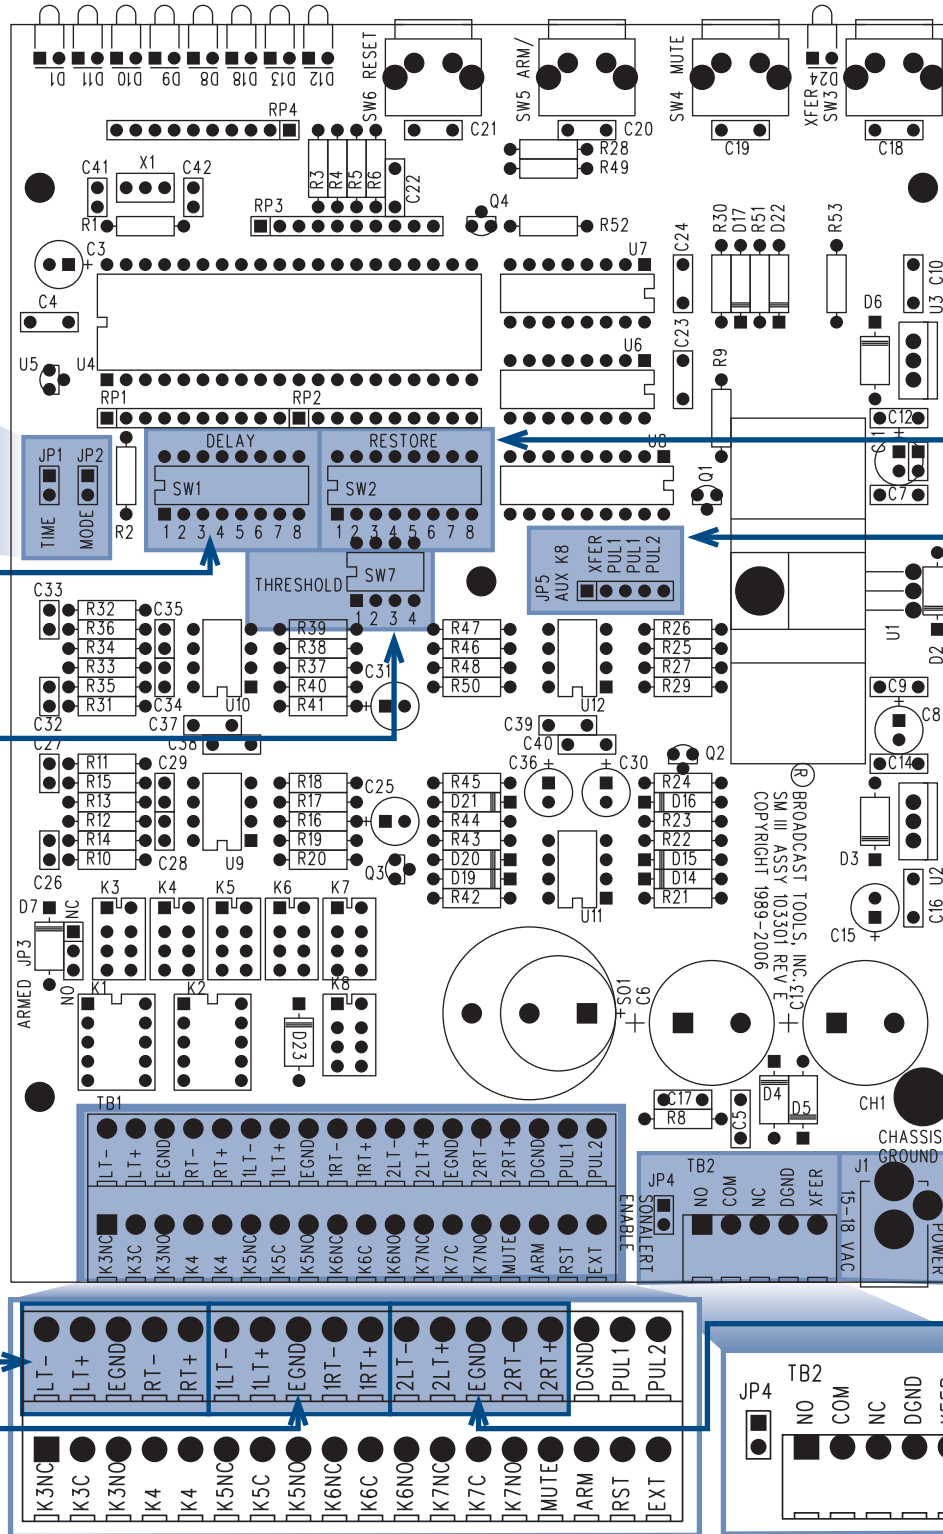 D1 D11 D10 D9 D8 D18 D13 D12
SW6 RESET
SW5 ARM/
SW4 MUTE
XFER D24
SW3
RP4
C21
C20
C19
C18
R28
R49
C41 X1 C42
R3 R4 R5 R6 C22
R1
RP3
Q4
R52
C3 +
C4
U7
C24
R30 D17 R51 D22
R53
C10
U3
D6
U5 U4
U6
C23
R9
RP1 RP2
C12
C11 +
C7
JP1 JP2
TIME MODE
R2
DELAY
SW1
1 2 3 4 5 6 7 8
RESTORE
SW2
1 2 3 4 5 6 7 8
U8
Q1
THRESHOLD
SW7
1 2 3 4
JP5
AUX K8
XFER
PUL1
PUL1
PUL2
U1
D2
C33 R32 C35
R36
R34
R33
R35
R31
C32 C34
U10
R39
R38
R37
R40
R41
C31 +
R47
R46
R48
R50
U12
R26
R25
R27
R29
C9
C8 +
C14
C37
C38
C39
C40
C27 R11 C29
R15
R13
R12
R14
R10
C26 C28
U9
R18
R17
R16
R19
R20
C25 +
Q3
C36 + + C30
Q2
R45
D21
R44
R43
D20
D19
R42
U11
R24
D16
R23
R22
D15
D14
R21
® BROADCAST TOOLS, INC.
SM III ASSY 103301 REV E
COPYRIGHT 1989-2006
D3
U2
C16
C15 +
D7 NC
JP3
ARMED NO
K3 K4 K5 K6 K7
K1 K2
D23
K8
SO1
+ C6
+ C13
C17
R8
C5
D4 D5
CH1
CHASSIS
GROUND
TB1
LT- LT+ EGND RT- RT+ 1LT- 1LT+ EGND 1RT- 1RT+ 2LT- 2LT+ EGND 2RT- 2RT+ DGND PUL1 PUL2
K3NC K3C K3NO K4 K4 K5NC K5C K5NO K6NC K6C K6NO K7NC K7C K7NO MUTE ARM RST EXT
JP4
SONALERT
ENABLE
TB2
NO COM NC DGND XFER
J1
15-18 VAC
POWER
LT- LT+ EGND RT- RT+ 1LT- 1LT+ EGND 1RT- 1RT+ 2LT- 2LT+ EGND 2RT- 2RT+ DGND PUL1 PUL2
K3NC K3C K3NO K4 K4 K5NC K5C K5NO K6NC K6C K6NO K7NC K7C K7NO MUTE ARM RST EXT
JP4
TB2
NO COM NC DGND